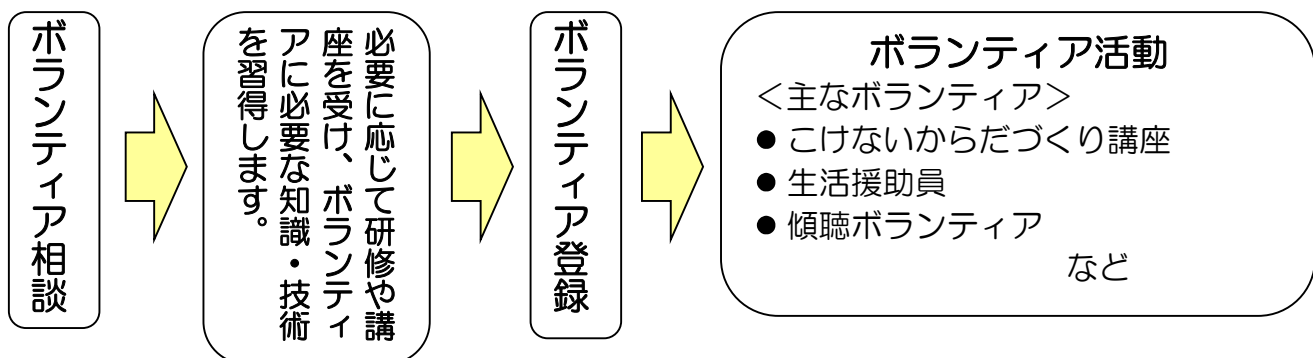 ボランティア相談
必要に応じて研修や講
座を受け、ボランティ
アに必要な知識・技術
を習得します。
ボランティア登録
ボランティア活動
＜主なボランティア＞
● こけないからだづくり講座
● 生活援助員
● 傾聴ボランティア
など